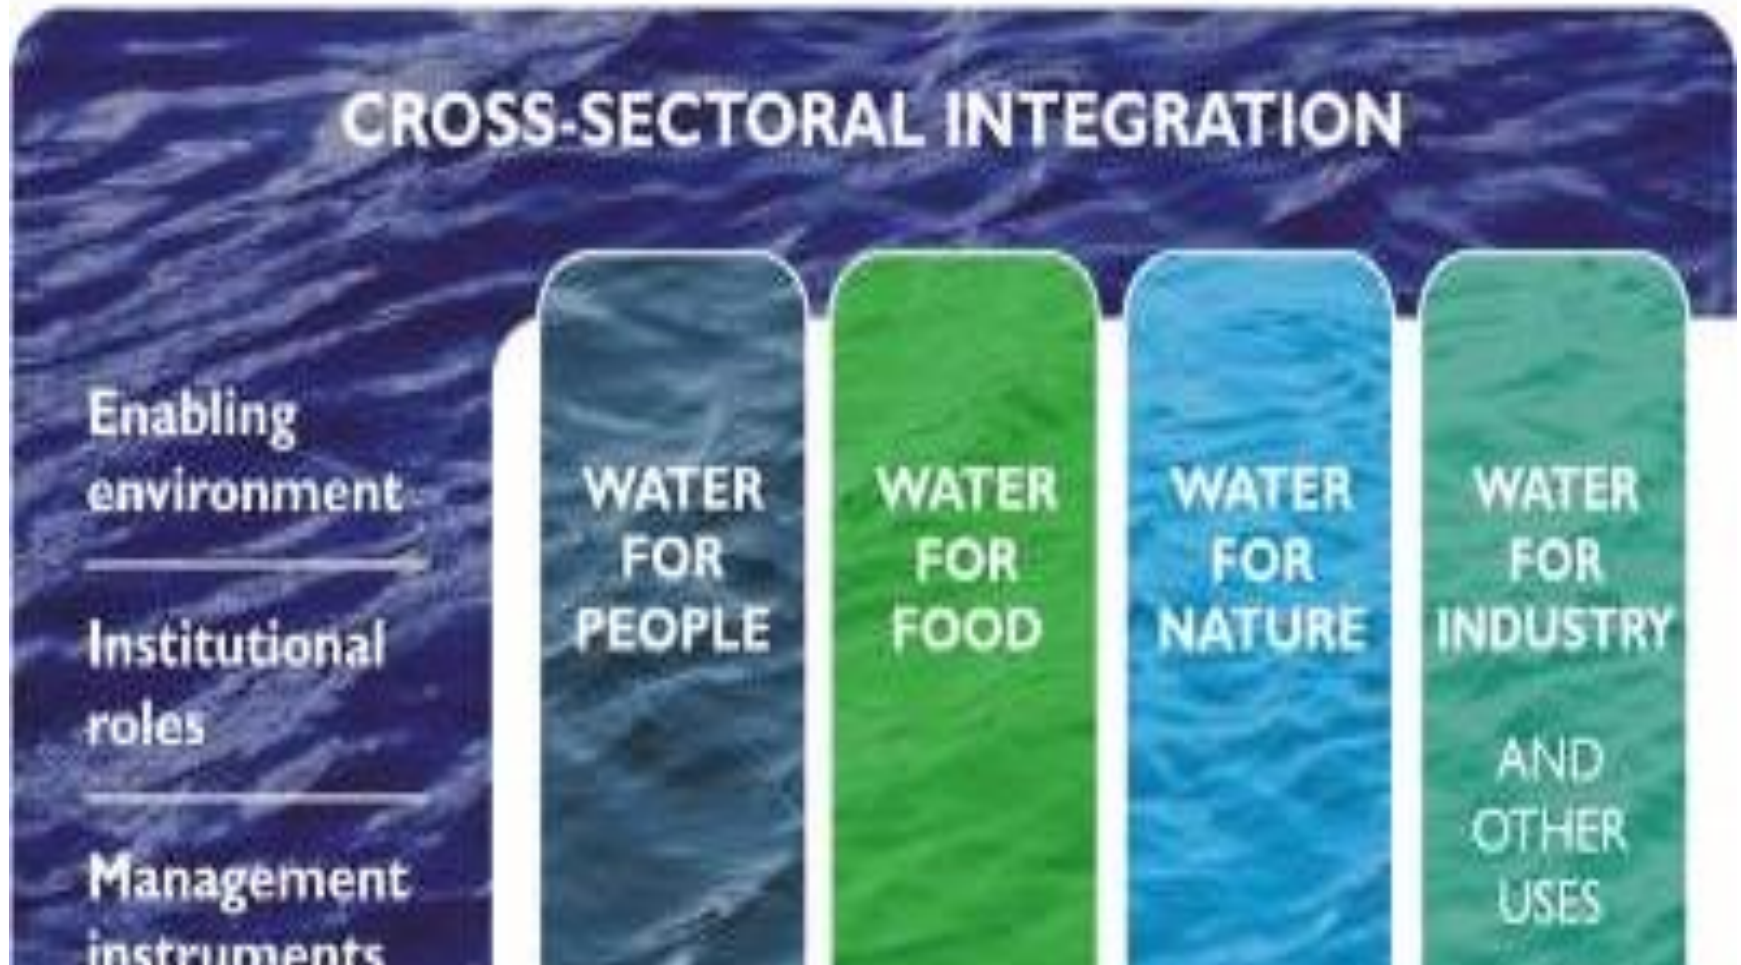 CROSS-SECTORAL INTEGRATION
Enabling
environment
Institutional
roles
Management
instruments
WATER
FOR
PEOPLE
WATER
FOR
FOOD
WATER
FOR
NATURE
WATER
FOR
INDUSTRY
AND
OTHER
USES